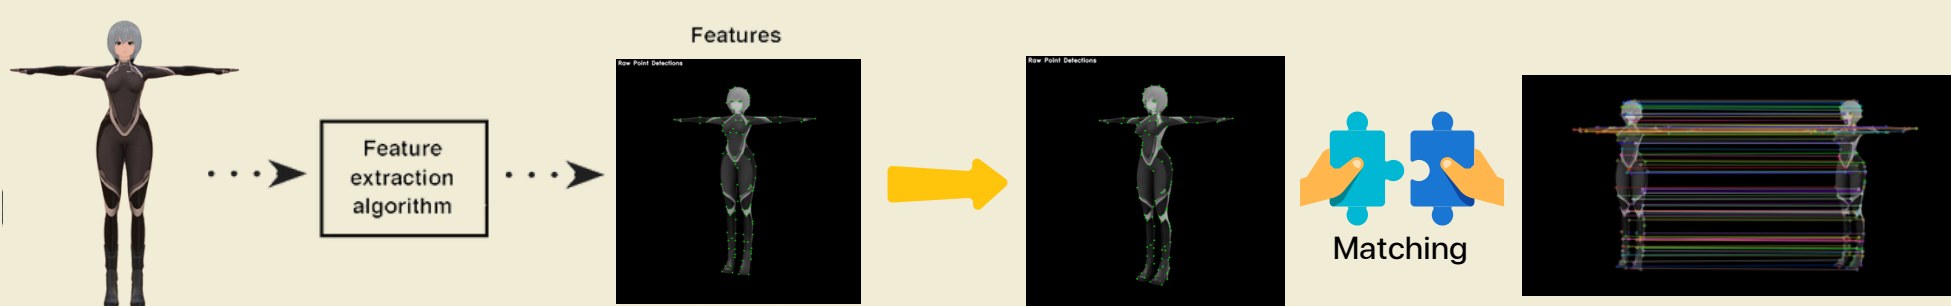 Features
Raw Point Detections
Raw Point Detections
Feature
extraction
algorithm
Matching